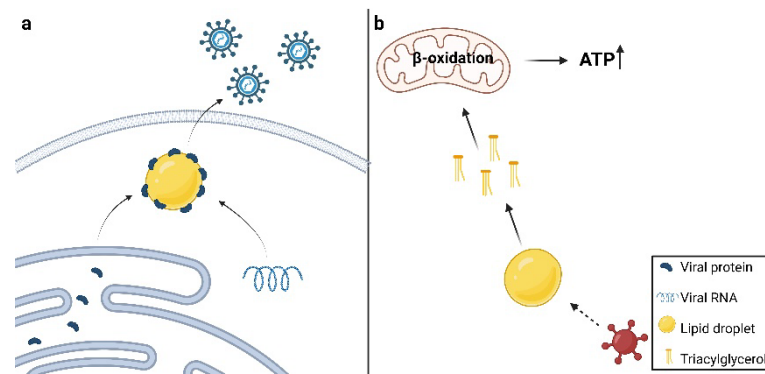 a
b
β-oxidation
ATP
Viral protein
Viral RNA
Lipid droplet
Triacylglycerol